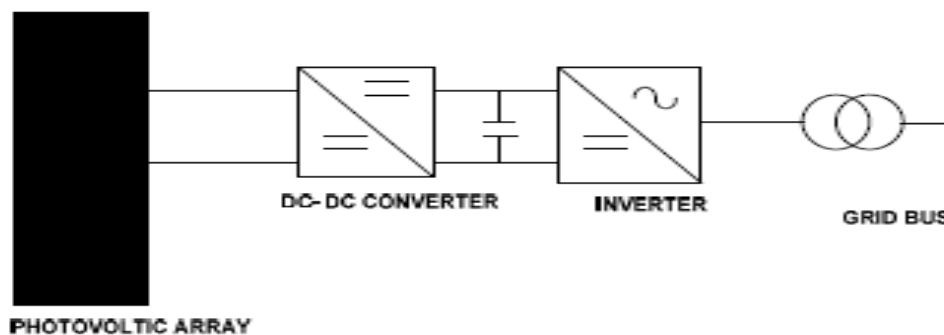 DC- DC CONVERTER
INVERTER
GRID BUS
PHOTOVOLTIC ARRAY